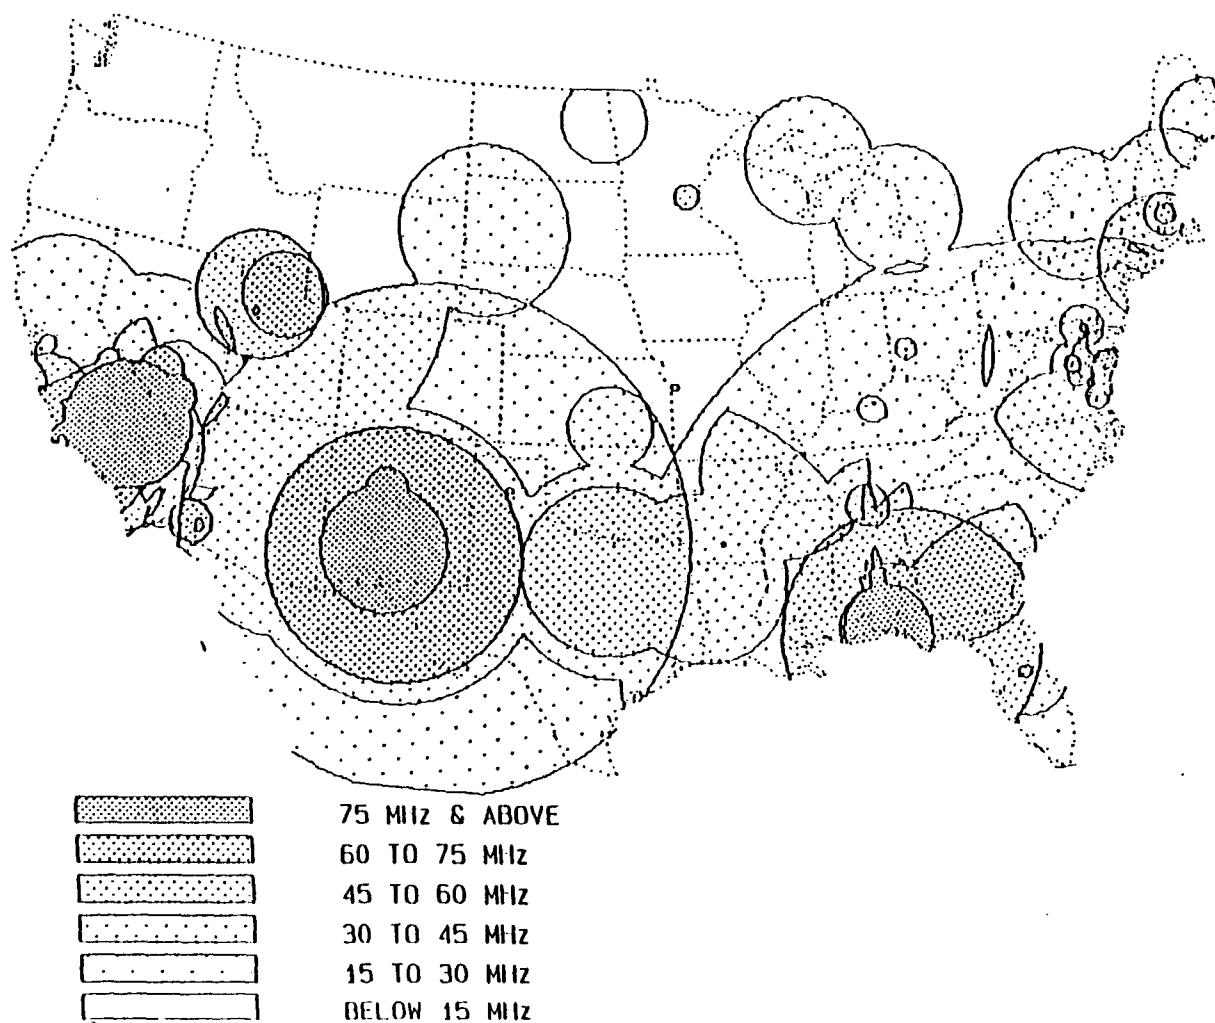 P
D
75 MHz & ABOVE
60 TO 75 MHz
45 TO 60 MHz
30 TO 45 MHz
15 TO 30 MHz
BELOW 15 MHz